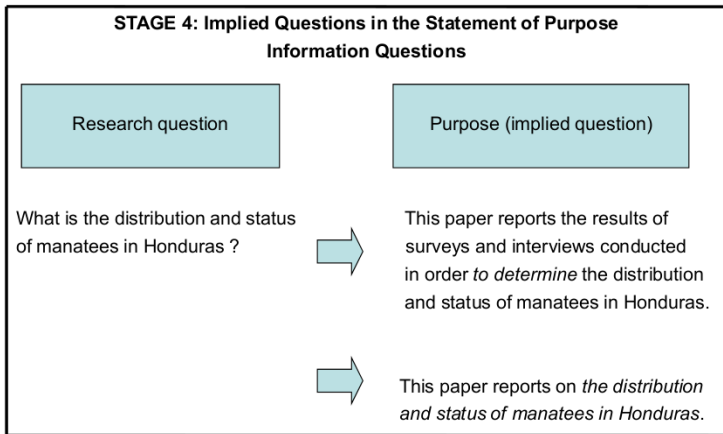 STAGE 4: Implied Questions in the Statement of Purpose
Information Questions
Research question
Purpose (implied question)
What is the distribution and status
of manatees in Honduras ?
This paper reports the results of
surveys and interviews conducted
in order to determine the distribution
and status of manatees in Honduras.
This paper reports on the distribution
and status of manatees in Honduras.